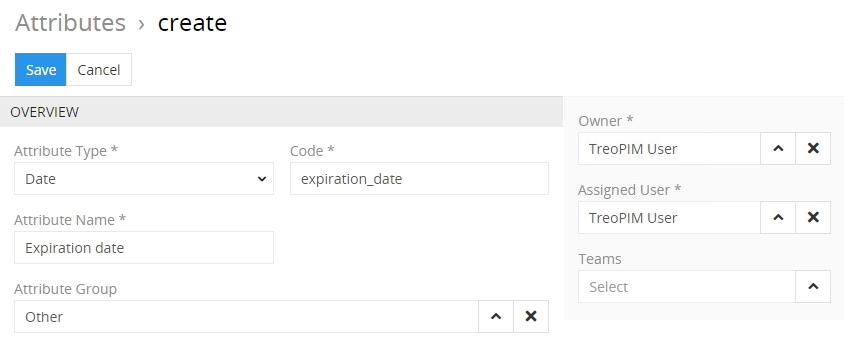 Attributes › create
Save Cancel
OVERVIEW
Attribute Type *
Code *
Date
expiration_date
Attribute Name *
Expiration date
Attribute Group
Other
Owner *
TreoPIM User
Assigned User *
TreoPIM User
Teams
Select